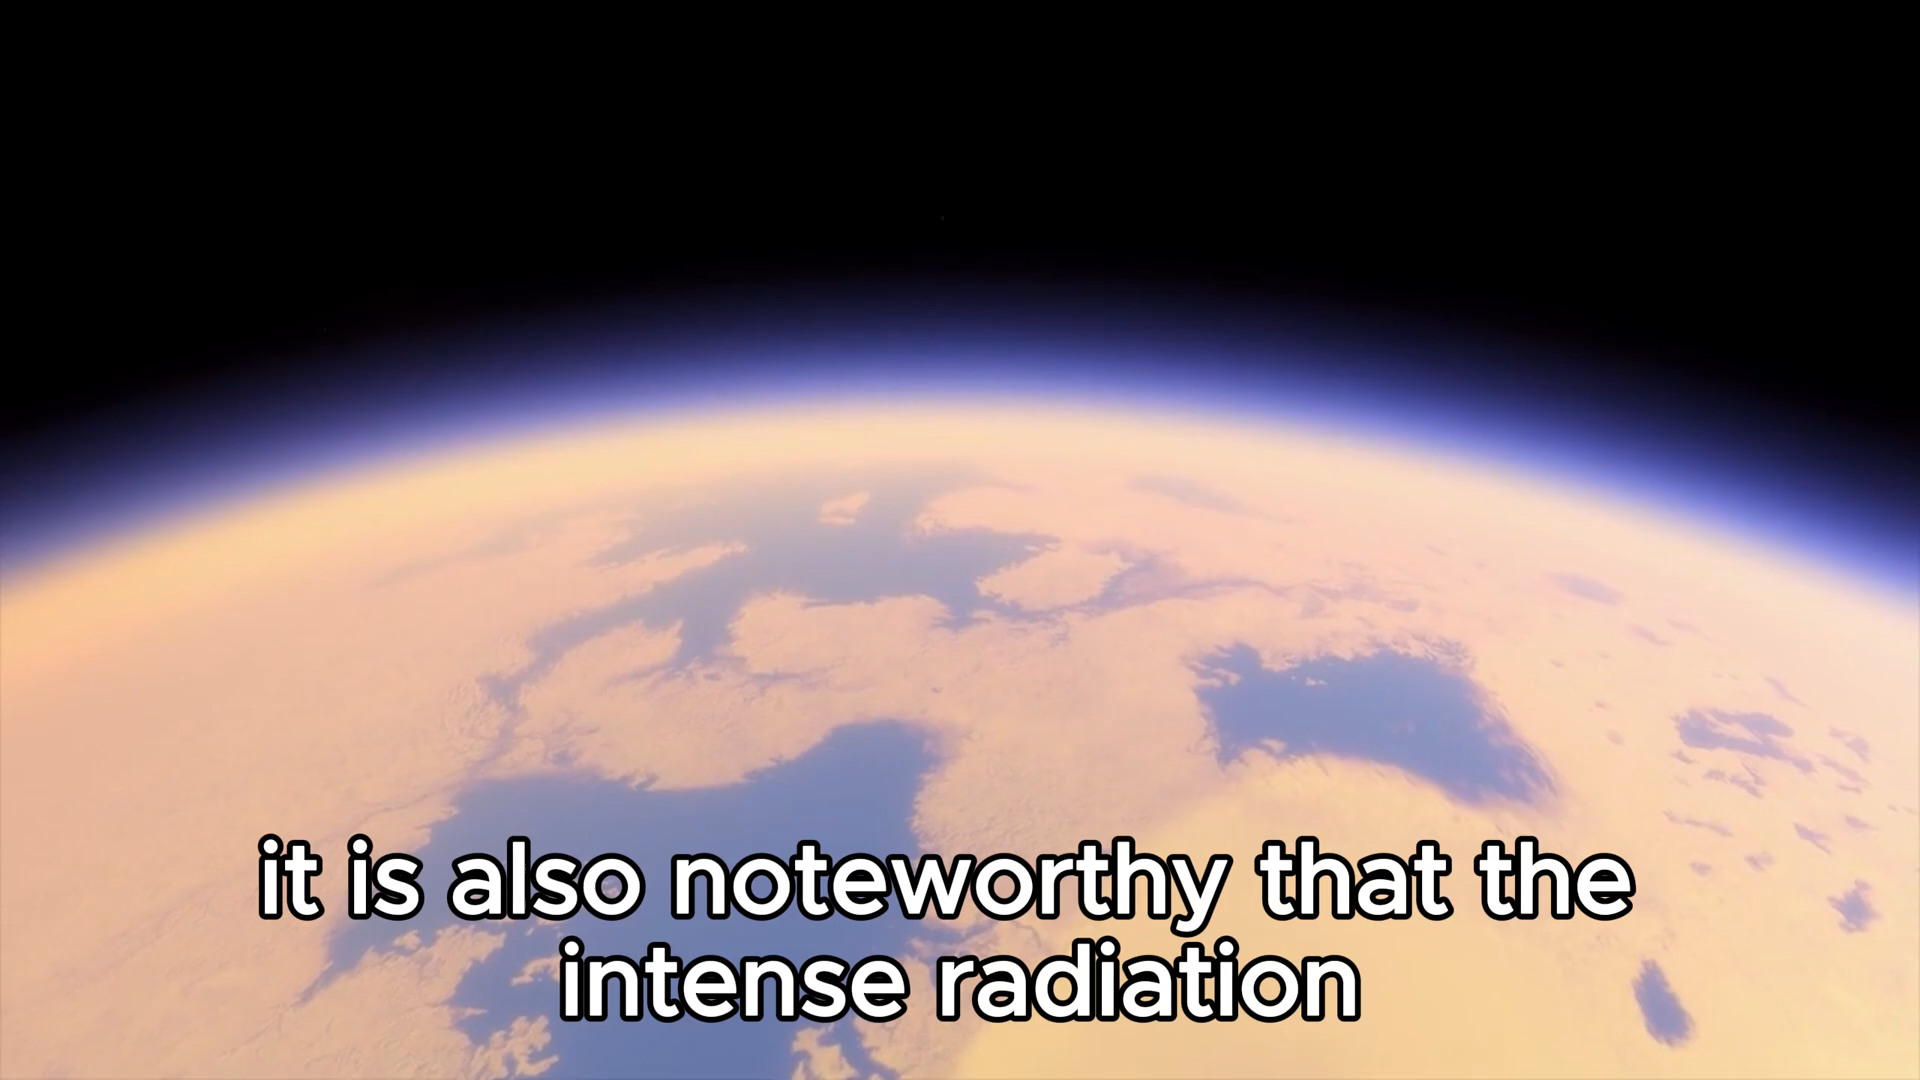 it is also noteworthy that the
intense radiation